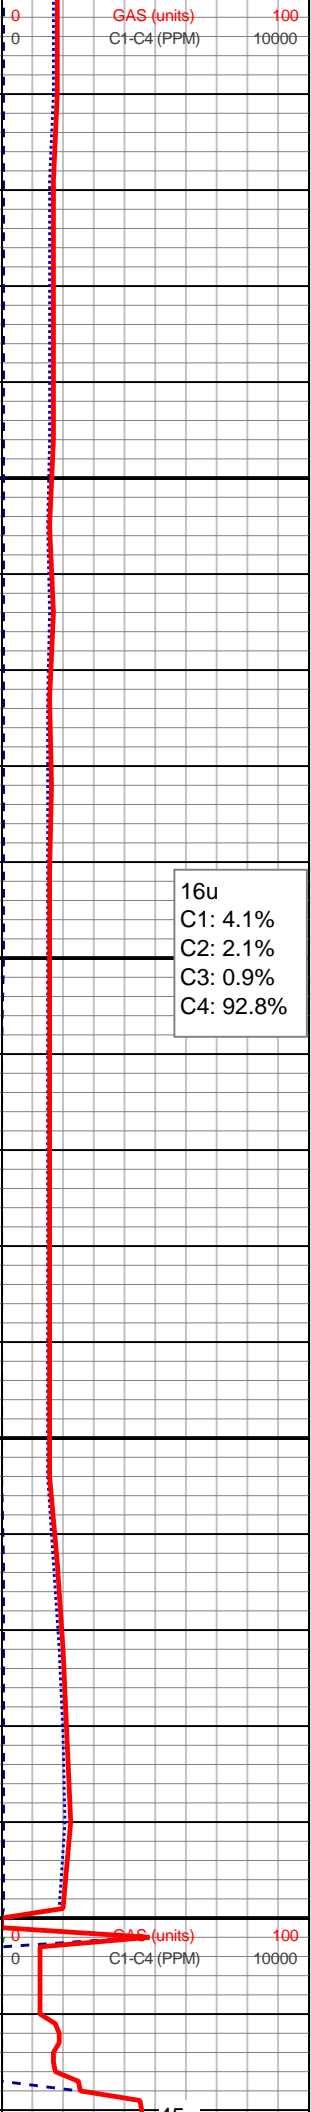 0 GAS (units) 100
0 C1-C4 (PPM) 10000
16u
C1: 4.1%
C2: 2.1%
C3: 0.9%
C4: 92.8%
0 GAS (units) 100
0 C1-C4 (PPM) 10000